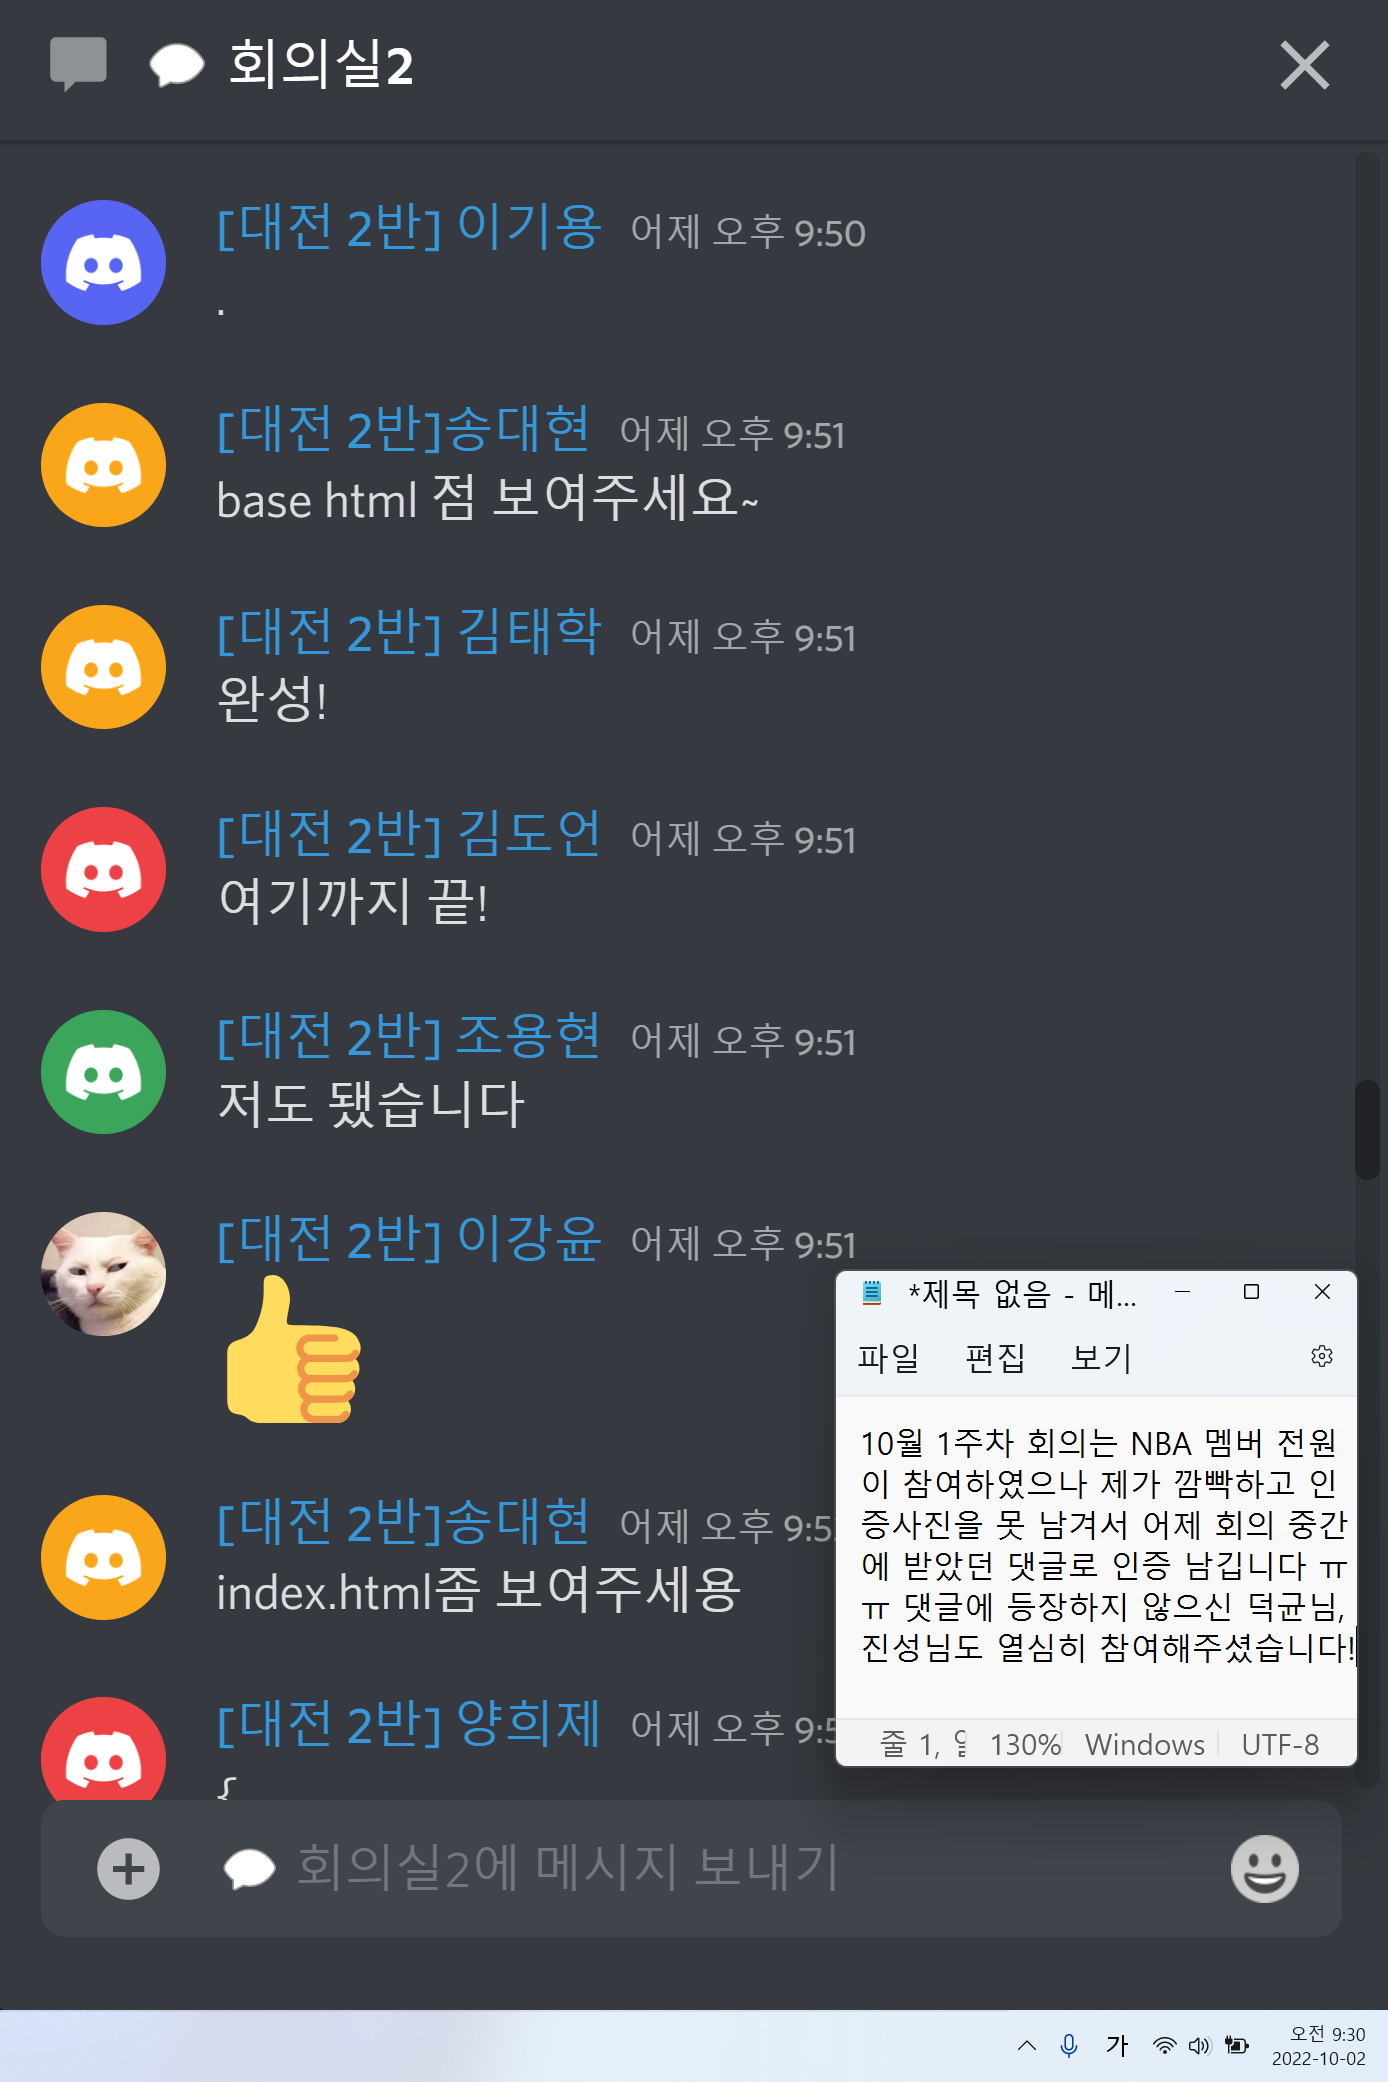 회의실2
[대전 2반] 이기용 어제 오후 9:50
.
[대전 2반]송대현 어제 오후 9:51
base html 점 보여주세요~
[대전 2반] 김태학 어제 오후 9:51
완성!
[대전 2반] 김도언 어제 오후 9:51
여기까지 끝!
[대전 2반] 조용현 어제 오후 9:51
저도 됐습니다
[대전 2반] 이강윤 어제 오후 9:51
[대전 2반]송대현 어제 오후
index.html좀 보여주세용
[대전 2반] 양희제 어제 오후
{
회의실2에 메시지 보내기
*제목 없음 - 메...
파일 편집 보기
10월 1주차 회의는 NBA 멤버 전원
이 참여하였으나 제가 깜빡하고 인
증사진을 못 남겨서 어제 회의 중간
에 받았던 댓글로 인증 남깁니다 ㅠ
ㅠ 댓글에 등장하지 않으신 덕균님,
진성님도 열심히 참여해주셨습니다!
줄 1, 130% Windows UTF-8
가 오전 9:30
2022-10-02